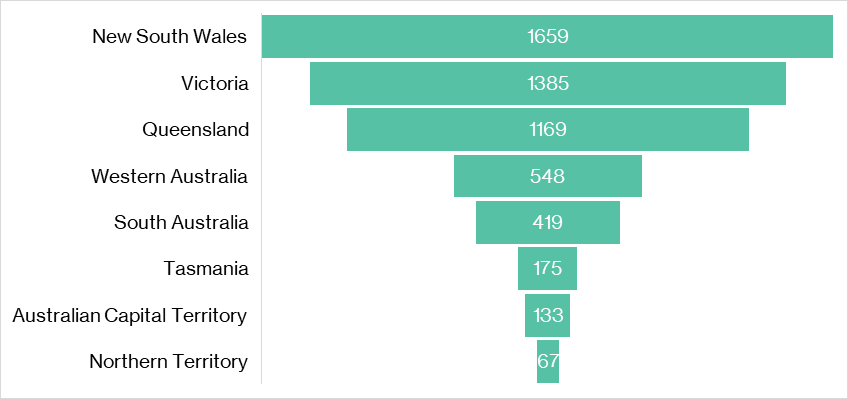 New South Wales 1659
Victoria 1385
Queensland 1169
Western Australia 548
South Australia 419
Tasmania 175
Australian Capital Territory 133
Northern Territory 67